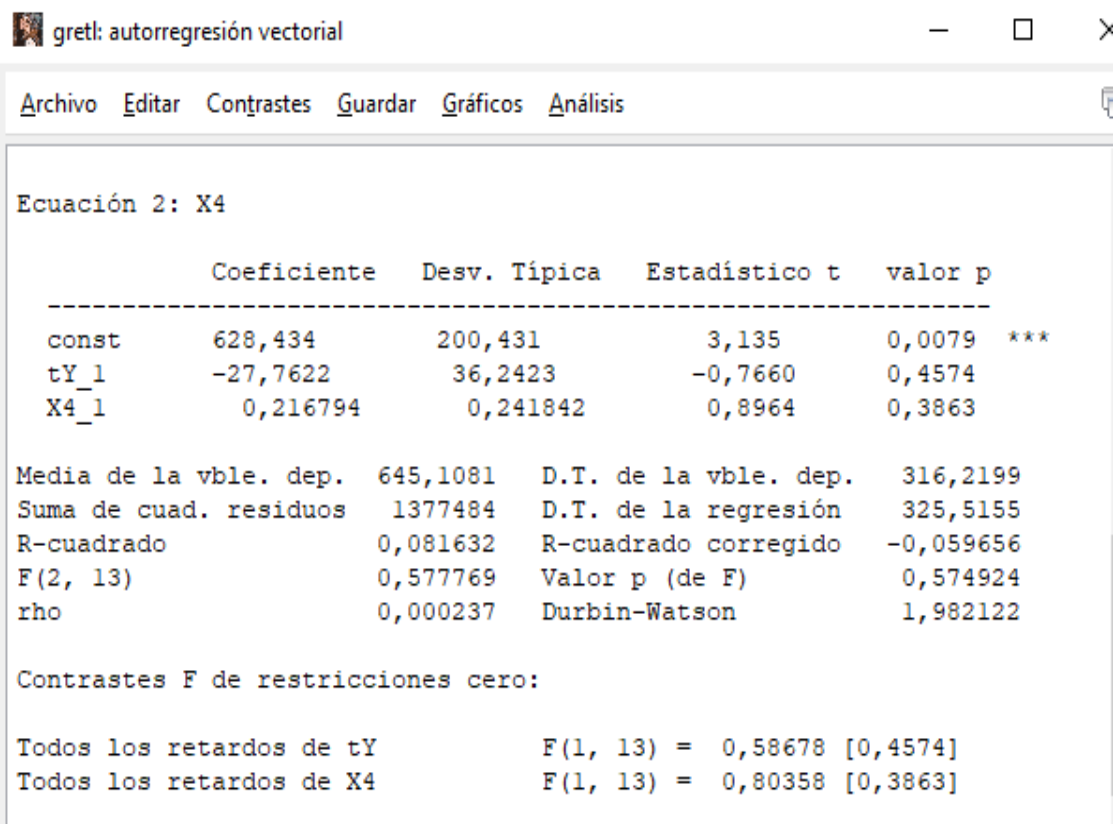 gretl: autorregresión vectorial
Archivo Editar Contrastes Guardar Gráficos Análisis
Ecuación 2: X4
Coeficiente Desv. Típica Estadístico t valor p
----------------------------------------------------------------
const 628,434 200,431 3,135 0,0079 ***
tY_1 -27,7622 36,2423 -0,7660 0,4574
X4_1 0,216794 0,241842 0,8964 0,3863
Media de la vble. dep. 645,1081 D.T. de la vble. dep. 316,2199
Suma de cuad. residuos 1377484 D.T. de la regresión 325,5155
R-cuadrado 0,081632 R-cuadrado corregido -0,059656
F(2, 13) 0,577769 Valor p (de F) 0,574924
rho 0,000237 Durbin-Watson 1,982122
Contrastes F de restricciones cero:
Todos los retardos de tY F(1, 13) = 0,58678 [0,4574]
Todos los retardos de X4 F(1, 13) = 0,80358 [0,3863]